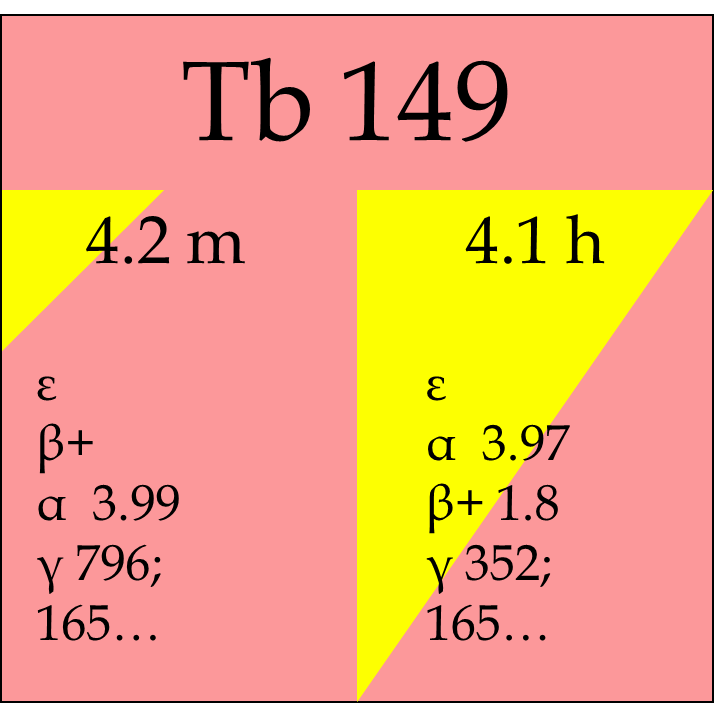 Tb 149
4.2 m
ε
β+
α 3.99
γ 796;
165…
4.1 h
ε
α 3.97
β+ 1.8
γ 352;
165…